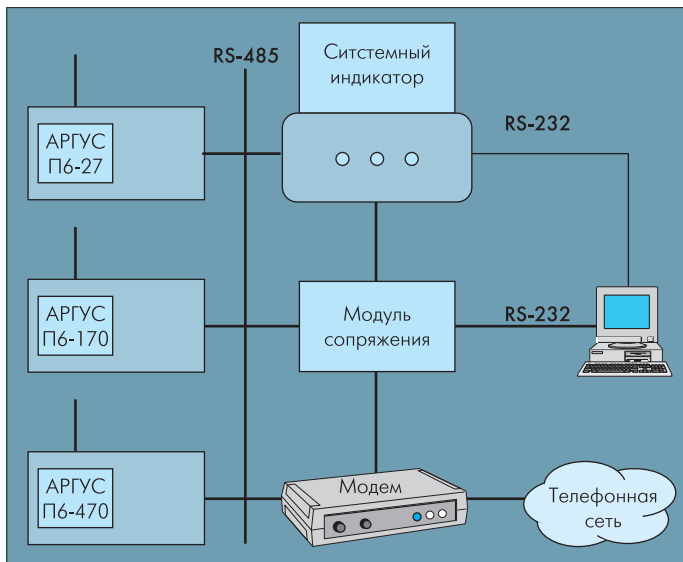 RS-485
Ситстемный
индикатор
RS-232
АРГУС
П6-27
АРГУС
П6-170
Модуль
сопряжения
RS-232
АРГУС
П6-470
Модем
Телефонная
сеть